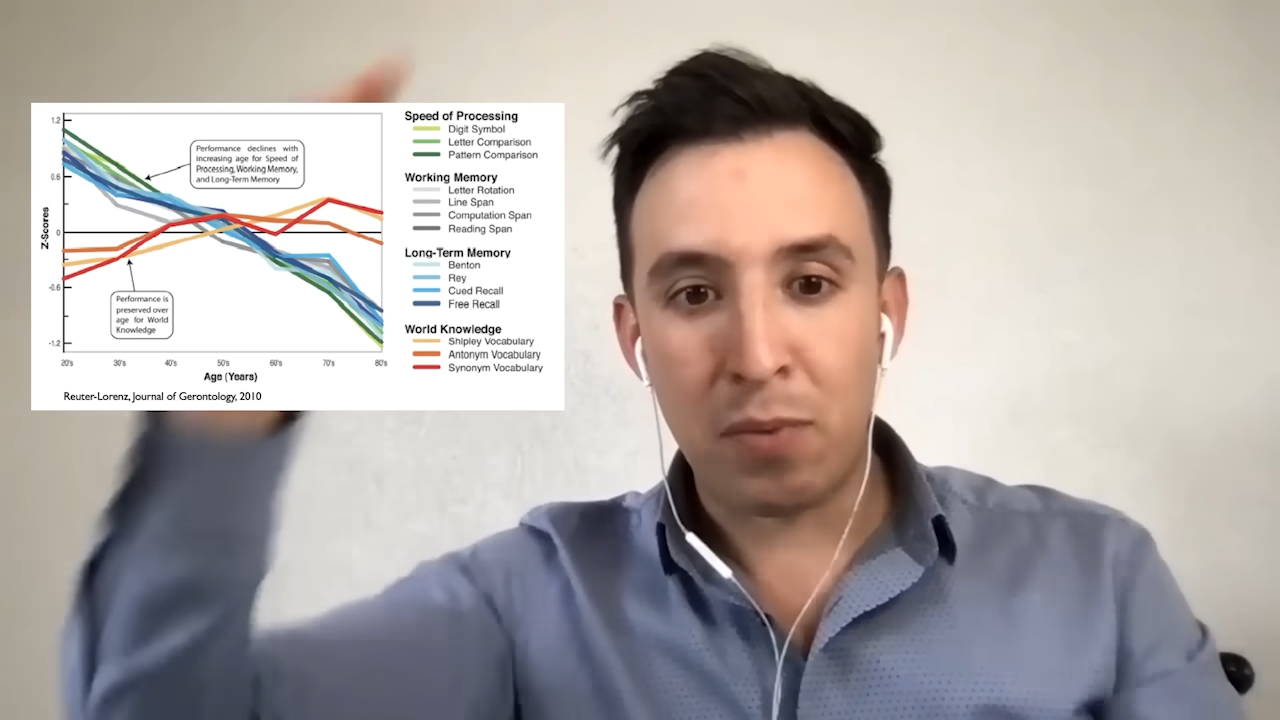 1.2
0.6
0
-0.6
-1.2
Z-Scores
Performance declines with
increasing age for Speed of
Processing, Working Memory,
and Long-Term Memory
Performance is
preserved over
age for World
Knowledge
20's 30's 40's 50's 60's 70's 80's
Age (Years)
Reuter-Lorenz, Journal of Gerontology, 2010
Speed of Processing
Digit Symbol
Letter Comparison
Pattern Comparison
Working Memory
Letter Rotation
Line Span
Computation Span
Reading Span
Long-Term Memory
Benton
Rey
Cued Recall
Free Recall
World Knowledge
Shipley Vocabulary
Antonym Vocabulary
Synonym Vocabulary